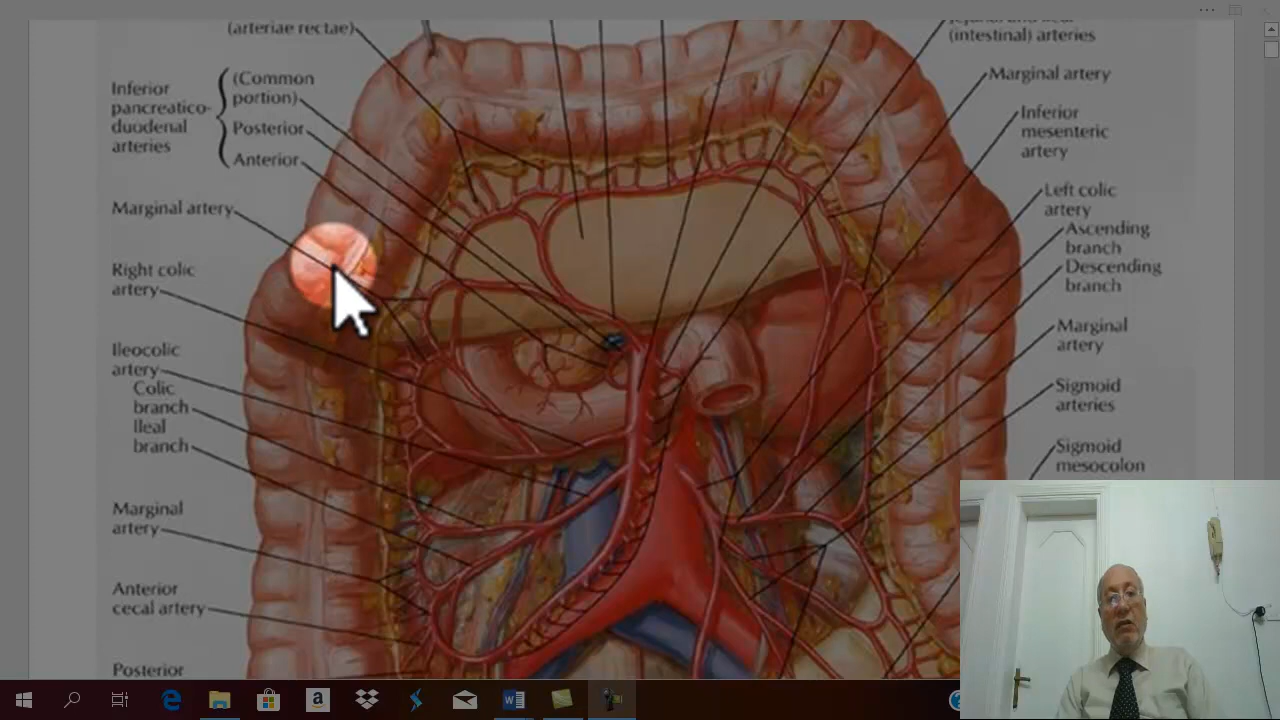 (arteriae rectae)
Inferior
pancreatico-
duodenal
arteries
(Common
portion)
Posterior
Anterior
Marginal artery
Right colic
artery
Ileocolic
artery
Colic
branch
Ileal
branch
Marginal
artery
Anterior
cecal artery
Posterior
(intestinal) arteries
Marginal artery
Inferior
mesenteric
artery
Left colic
artery
Ascending
branch
Descending
branch
Marginal
artery
Sigmoid
arteries
Sigmoid
mesocolon